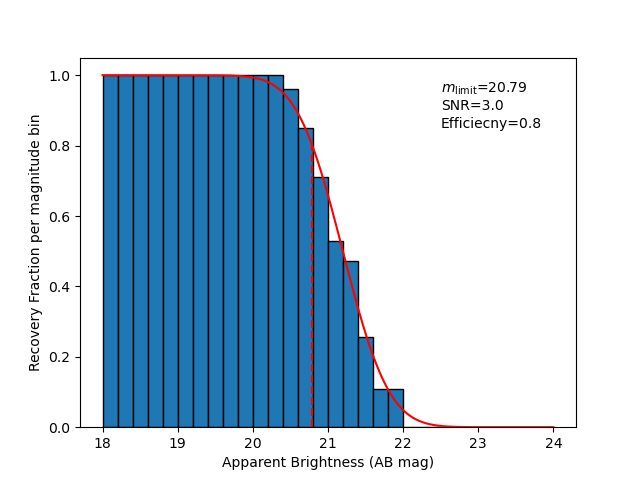 m_limit=20.79
SNR=3.0
Efficiecny=0.8
Recovery Fraction per magnitude bin
1.0
0.8
0.6
0.4
0.2
0.0
18 19 20 21 22 23 24
Apparent Brightness (AB mag)